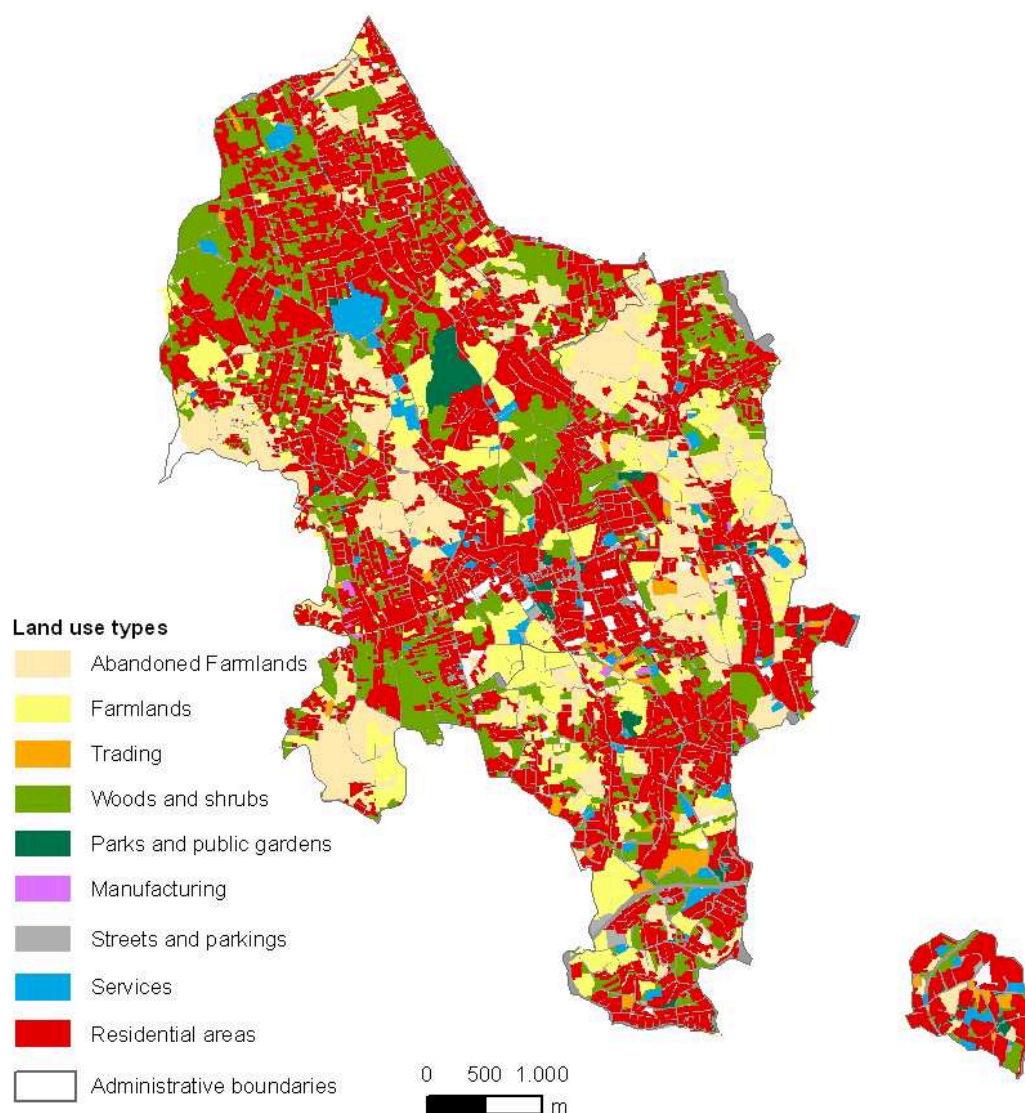 Land use types
Abandoned Farmlands
Farmlands
Trading
Woods and shrubs
Parks and public gardens
Manufacturing
Streets and parkings
Services
Residential areas
Administrative boundaries
0 500 1.000
m